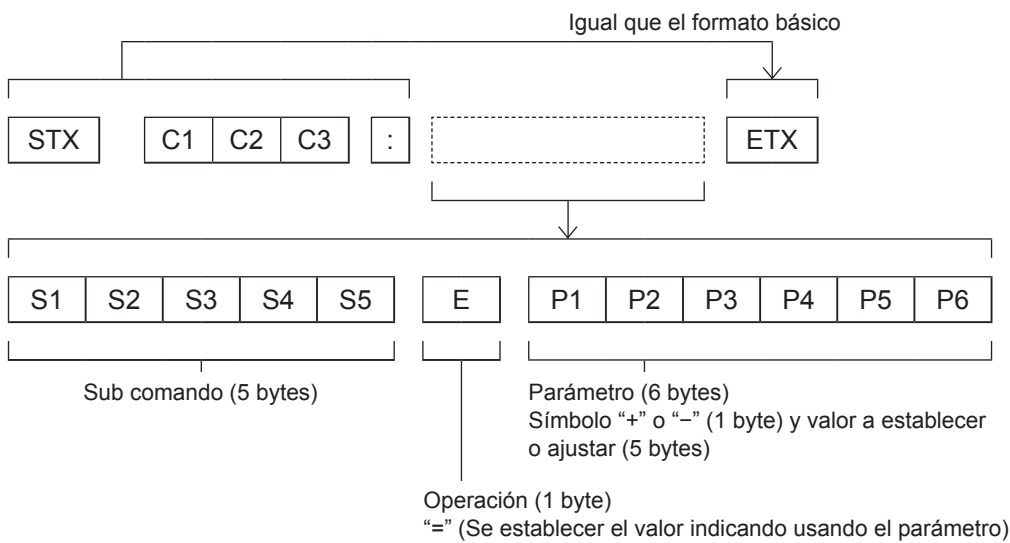 Igual que el formato básico
STX C1 C2 C3 : ETX
S1 S2 S3 S4 S5 E P1 P2 P3 P4 P5 P6
Sub comando (5 bytes)
Parámetro (6 bytes)
Símbolo “+” o “−” (1 byte) y valor a establecer
o ajustar (5 bytes)
Operación (1 byte)
“=” (Se establecer el valor indicando usando el parámetro)